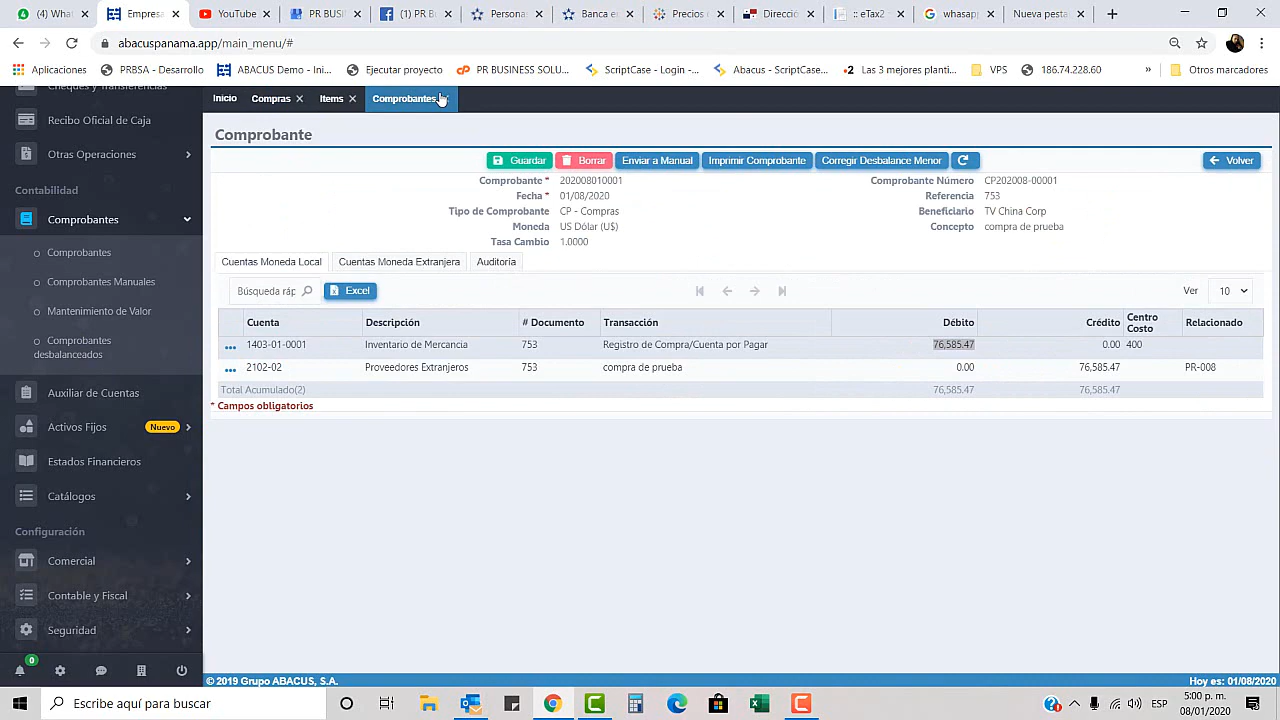 (4) What
Empresa
YouTube
PR BUSI
(1) PR B
Persona
Banca e
Precios
Direcci
:: eTax2
whasap
Nueva pestañ
abacuspanama.app/main_menu/#
Aplicaciones
PRBSA - Desarrollo
ABACUS Demo - Ini...
Ejecutar proyecto
PR BUSINESS SOLU...
ScriptCase - Login -...
Abacus - ScriptCase...
Las 3 mejores planti...
VPS
186.74.228.60
»
Otros marcadores
Cheques y Transferencias
Inicio
Compras
Items
Comprobantes
Recibo Oficial de Caja
Otras Operaciones
Contabilidad
Comprobantes
Comprobantes
Comprobantes Manuales
Mantenimiento de Valor
Comprobantes
desbalanceados
Auxiliar de Cuentas
Activos Fijos Nuevo
Estados Financieros
Catálogos
Configuración
Comercial
Contable y Fiscal
Seguridad
0
Comprobante
Guardar Borrar Enviar a Manual Imprimir Comprobante Corregir Desbalance Menor Volver
Comprobante * 202008010001 Comprobante Número CP202008-00001
Fecha * 01/08/2020 Referencia 753
Tipo de Comprobante CP - Compras Beneficiario TV China Corp
Moneda US Dólar (U$) Concepto compra de prueba
Tasa Cambio 1.0000
Cuentas Moneda Local Cuentas Moneda Extranjera Auditoría
Búsqueda ráp Excel Ver 10
Cuenta Descripción # Documento Transacción Débito Crédito Centro Costo Relacionado
1403-01-0001 Inventario de Mercancia 753 Registro de Compra/Cuenta por Pagar 76,585.47 0.00 400
2102-02 Proveedores Extranjeros 753 compra de prueba 0.00 76,585.47 PR-008
Total Acumulado(2) 76,585.47 76,585.47
* Campos obligatorios
© 2019 Grupo ABACUS, S.A. Hoy es: 01/08/2020
Escribe aquí para buscar
ESP
5:00 p. m.
08/01/2020